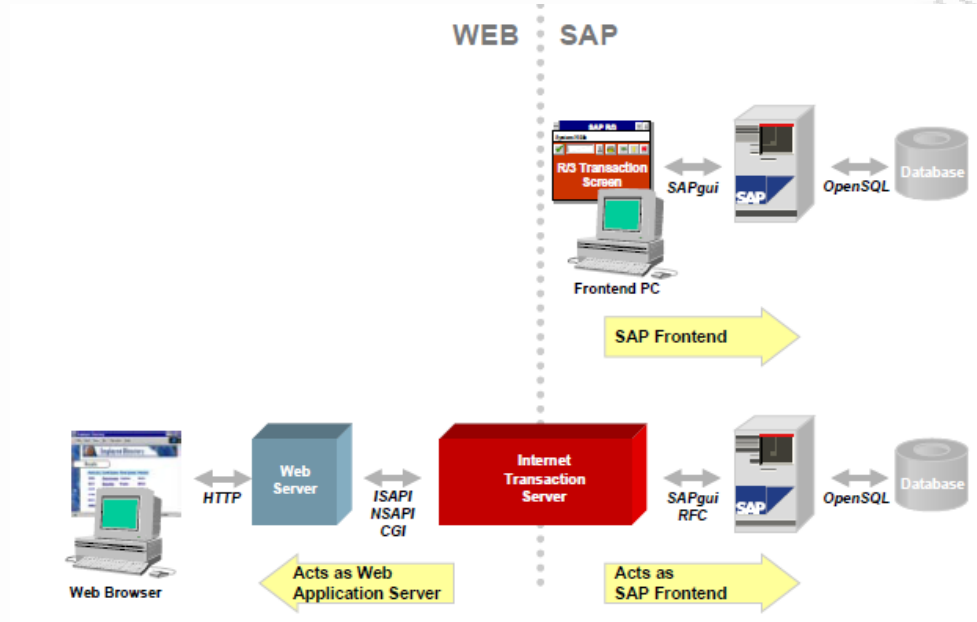 WEB SAP
SAP R/3
R/3 Transaction
Screen
SAPgui
SAP
OpenSQL
Database
Frontend PC
SAP Frontend
Employee Directory
Web
Server
Internet
Transaction
Server
HTTP
ISAPI
NSAPI
CGI
SAPgui
RFC
SAP
OpenSQL
Database
Web Browser
Acts as Web
Application Server
Acts as
SAP Frontend